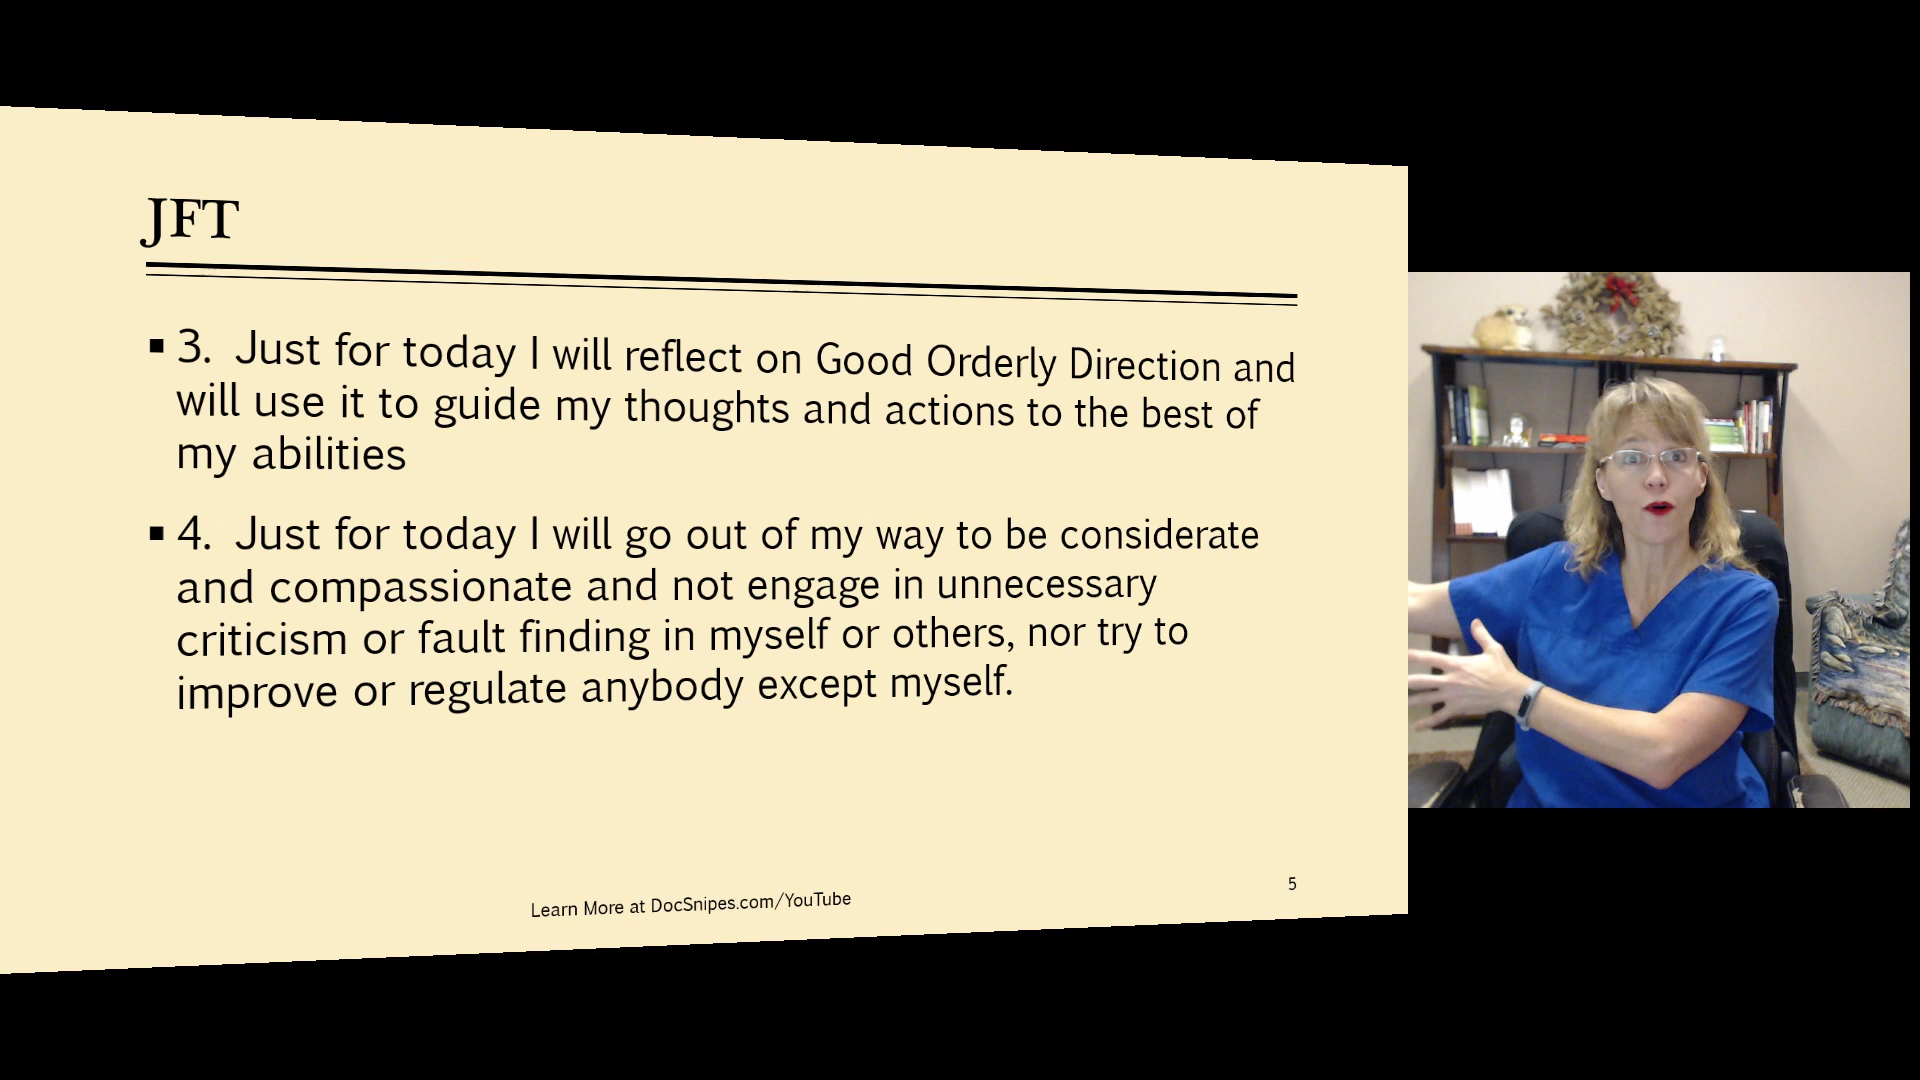 JFT
▪ 3. Just for today I will reflect on Good Orderly Direction and
will use it to guide my thoughts and actions to the best of
my abilities
▪ 4. Just for today I will go out of my way to be considerate
and compassionate and not engage in unnecessary
criticism or fault finding in myself or others, nor try to
improve or regulate anybody except myself.
Learn More at DocSnipes.com/YouTube
5